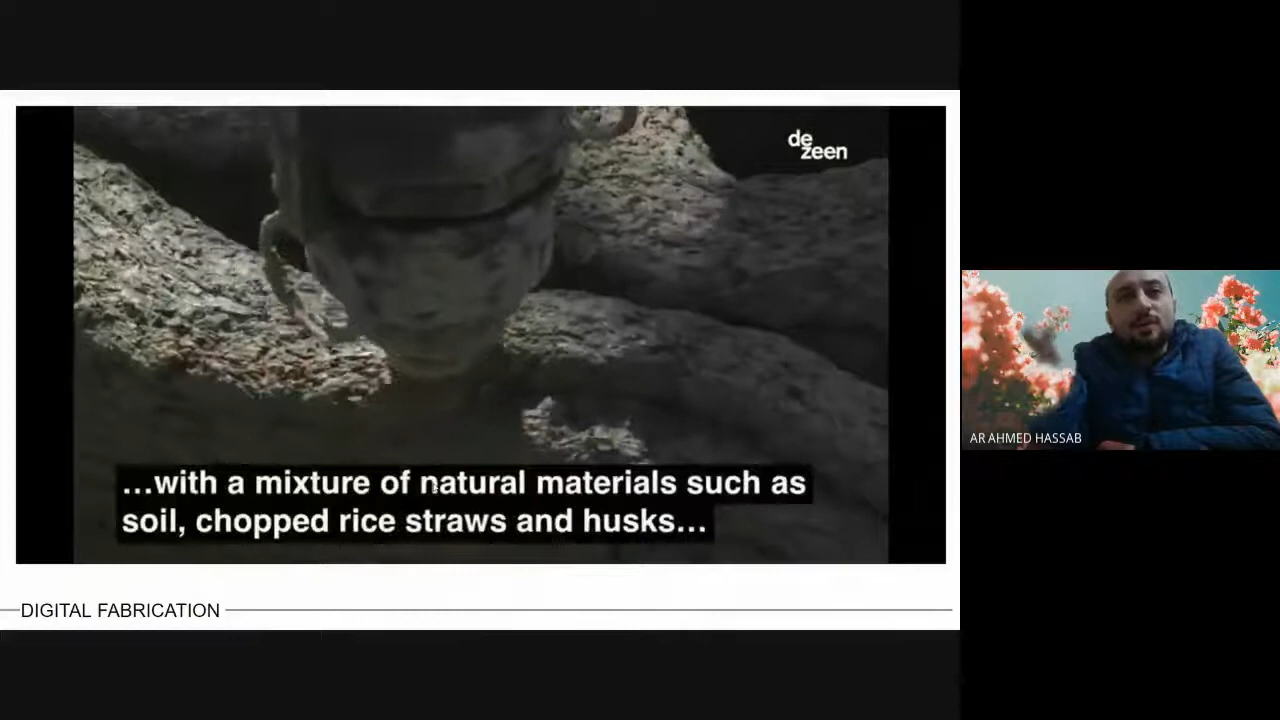 de
zeen
...with a mixture of natural materials such as
soil, chopped rice straws and husks...
AR AHMED HASSAB
DIGITAL FABRICATION